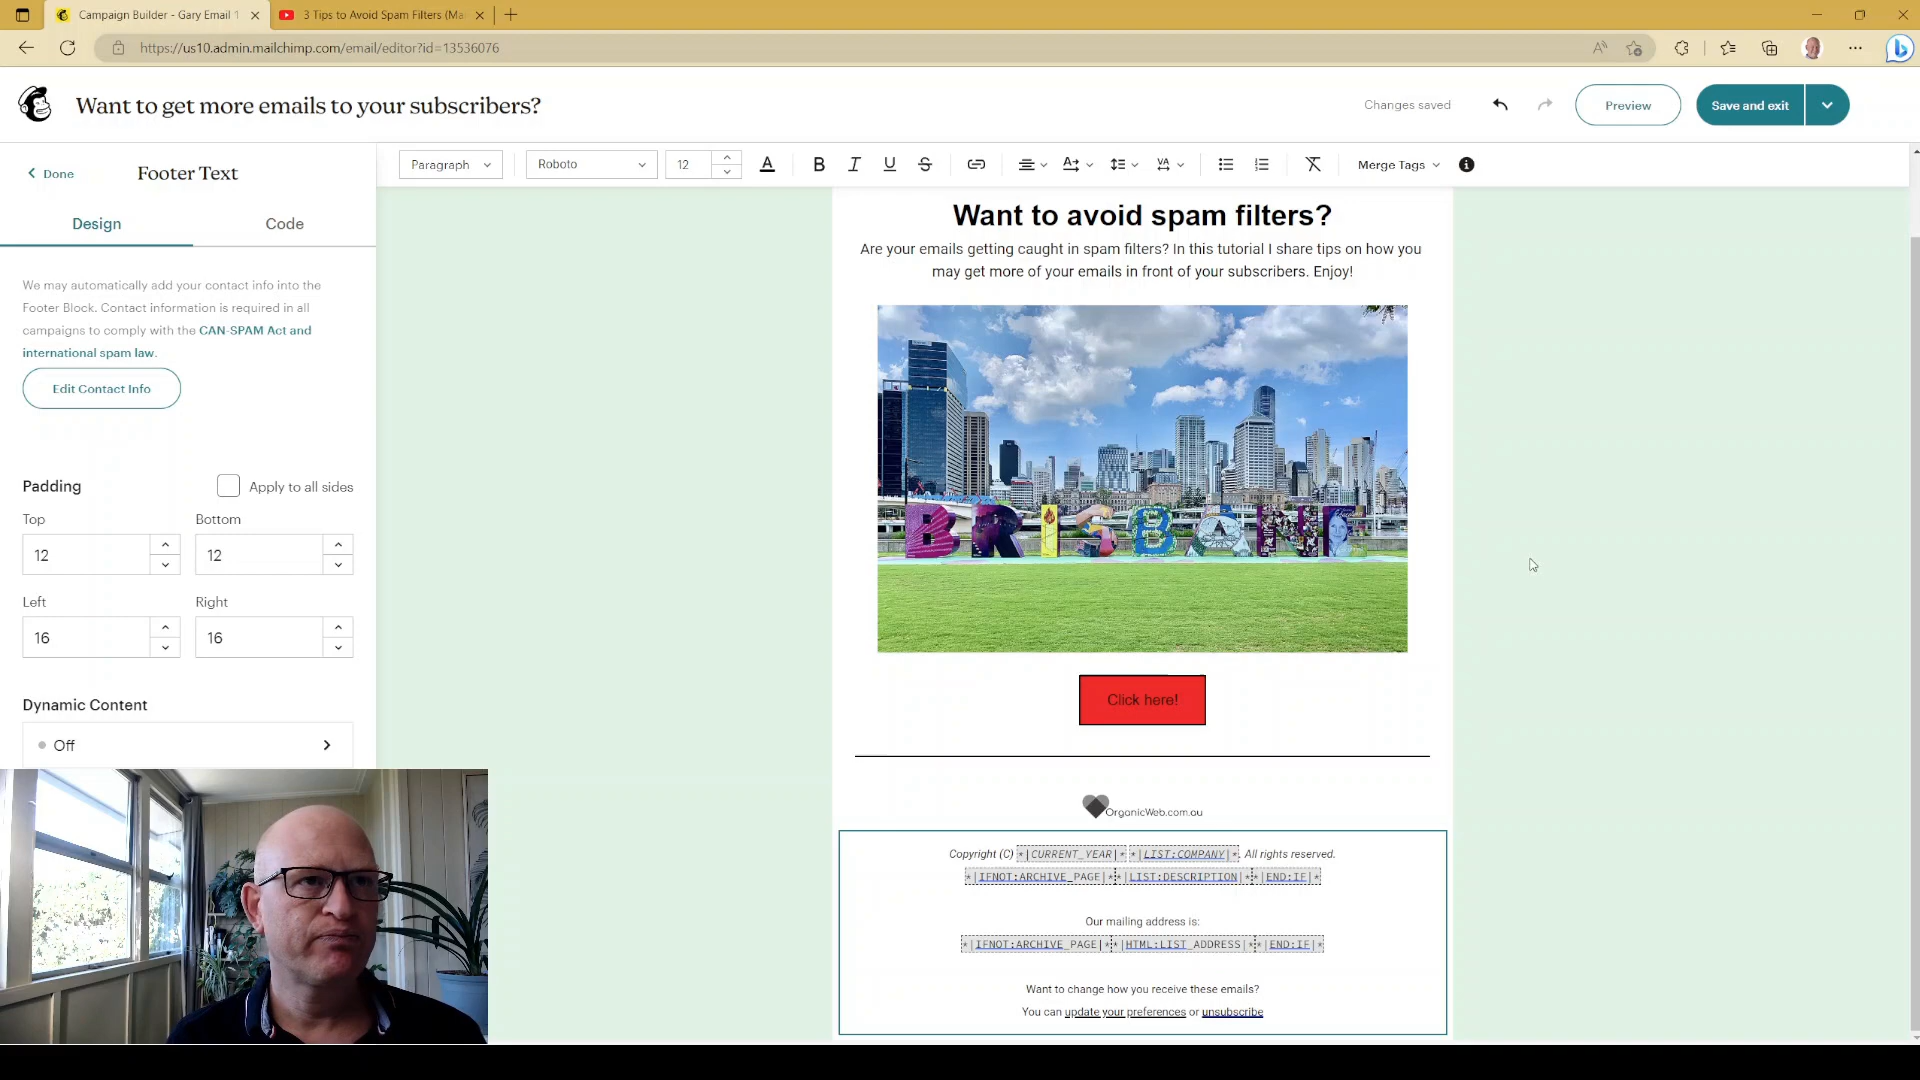 Campaign Builder - Gary Email 1
3 Tips to Avoid Spam Filters (Ma
https://us10.admin.mailchimp.com/email/editor?id=13536076
Want to get more emails to your subscribers?
Changes saved
Preview
Save and exit
Done
Footer Text
Paragraph
Roboto
12
A
B
I
U
S
VA
Merge Tags
Design
Code
We may automatically add your contact info into the
Footer Block. Contact information is required in all
campaigns to comply with the CAN-SPAM Act and
international spam law.
Edit Contact Info
Padding
Apply to all sides
Top
Bottom
12
12
Left
Right
16
16
Dynamic Content
Off
Want to avoid spam filters?
Are your emails getting caught in spam filters? In this tutorial I share tips on how you
may get more of your emails in front of your subscribers. Enjoy!
BRISBAN
Click here!
OrganicWeb.com.au
Copyright (C) *|CURRENT_YEAR|* *|LIST:COMPANY|*. All rights reserved.
*|IFNOT:ARCHIVE_PAGE|* *|LIST:DESCRIPTION|* *|END:IF|*
Our mailing address is:
*|IFNOT:ARCHIVE_PAGE|* *|HTML:LIST_ADDRESS|* *|END:IF|*
Want to change how you receive these emails?
You can update your preferences or unsubscribe